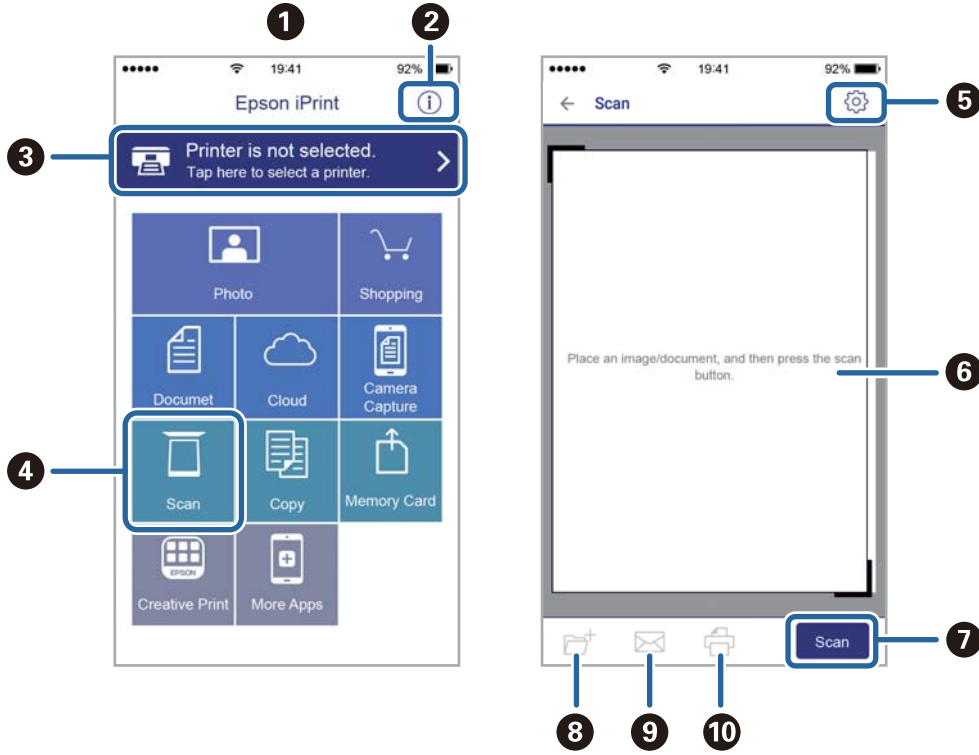 1
2
19:41
92%
Epson iPrint
i
3
Printer is not selected.
Tap here to select a printer.
Photo
Shopping
Documet
Cloud
Camera
Capture
4
Scan
Copy
Memory Card
EPSON
Creative Print
More Apps
19:41
92%
Scan
5
Place an image/document, and then press the scan
button.
6
Scan
7
8
9
10